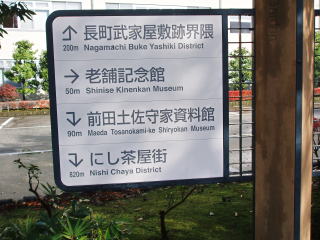 長町武家屋敷跡界隈
200m Nagamachi Buke Yashiki District
老舗記念館
50m Shinise Kinenkan Museum
前田土佐守家資料館
90m Maeda Tosanokami-ke Shiryokan Museum
にし茶屋街
820m Nishi Chaya District